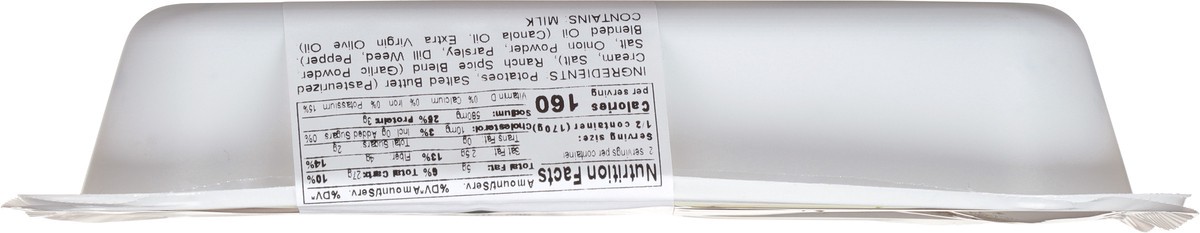 Nutrition Facts
2 servings per container
Serving size:
1/2 container (170g)
Calories 160
per serving
Amount/Serv. %DV*
Total Fat: 5g 6%
Sat Fat 2.5g 13%
Trans Fat 0g
Cholesterol: 10mg 3%
Sodium: 580mg 25%
Amount/Serv. %DV*
Total Carb: 27g 10%
Fiber 4g 14%
Total Sugars 2g
Incl. 0g Added Sugars 0%
Protein: 3g
Vitamin D 0% Calcium 0% Iron 0% Potassium 15%
INGREDIENTS: Potatoes, Salted Butter (Pasteurized
Cream, Salt), Ranch Spice Blend (Garlic Powder,
Salt, Onion Powder, Parsley, Dill Weed, Pepper),
Blended Oil (Canola Oil, Extra Virgin Olive Oil)
CONTAINS: MILK